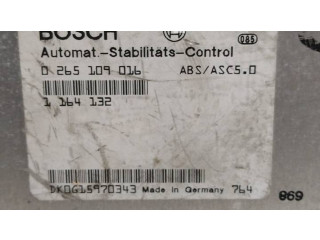 BOSCH
085
Automat.-Stabilitäts-Control
0 265 109 016 ABS/ASC5.0
1 164 132
DK0G15970343 Made in Germany 764
869